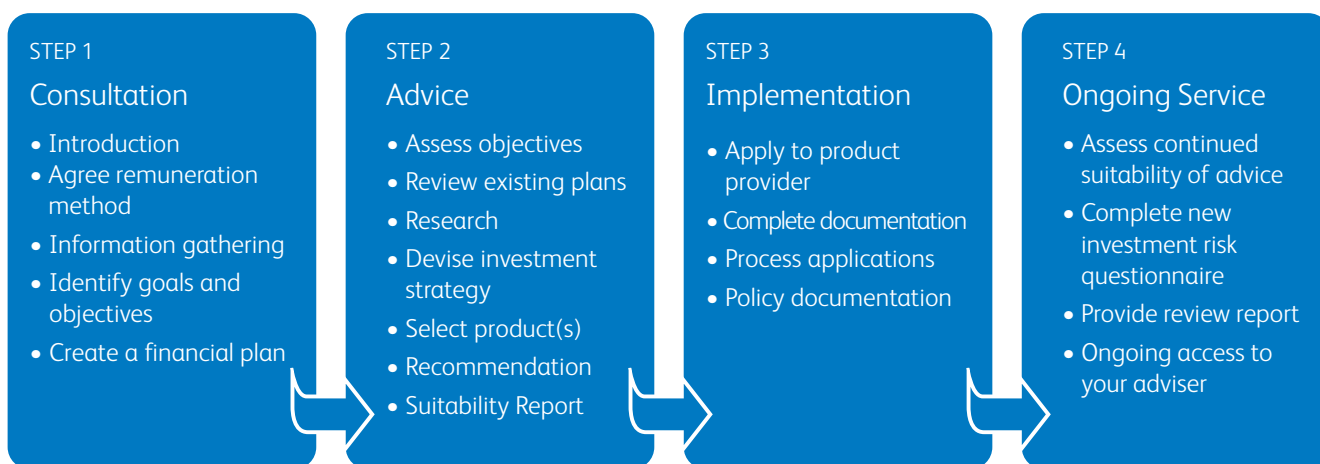 STEP 1
Consultation
• Introduction
• Agree remuneration
method
• Information gathering
• Identify goals and
objectives
• Create a financial plan
STEP 2
Advice
• Assess objectives
• Review existing plans
• Research
• Devise investment
strategy
• Select product(s)
• Recommendation
• Suitability Report
STEP 3
Implementation
• Apply to product
provider
• Complete documentation
• Process applications
• Policy documentation
STEP 4
Ongoing Service
• Assess continued
suitability of advice
• Complete new
investment risk
questionnaire
• Provide review report
• Ongoing access to
your adviser